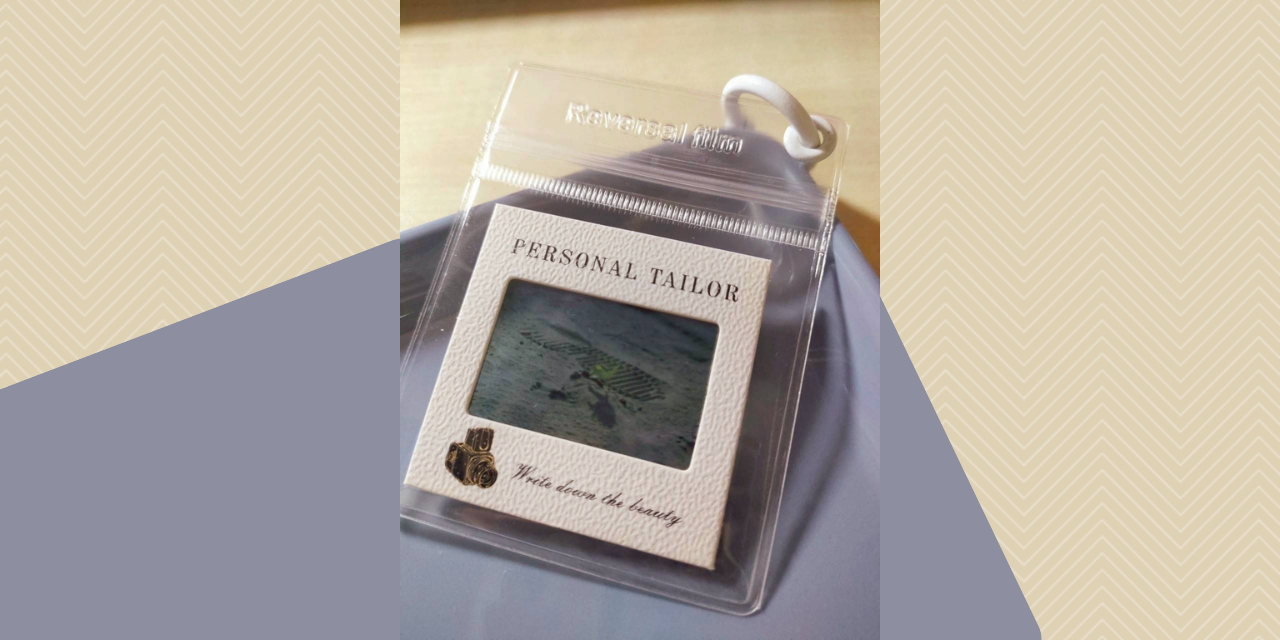 Reversal film
PERSONAL TAILOR
Write down the beauty